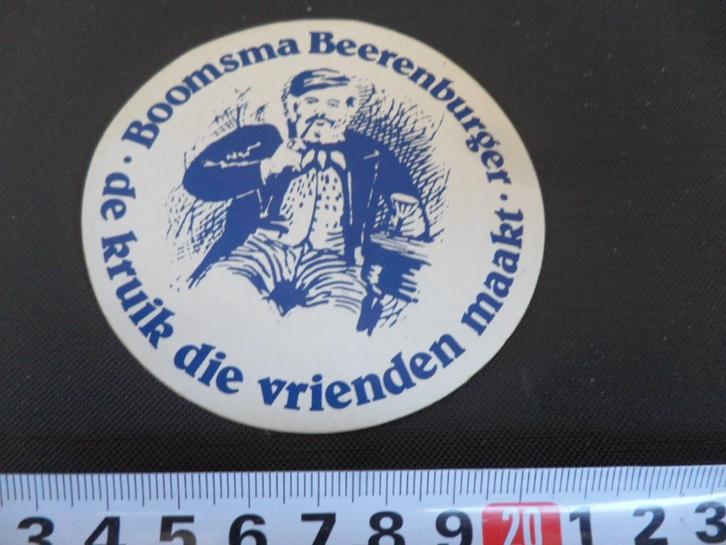 Boomsma Beerenburger
· de kruik die vrienden maakt ·
3 4 5 6 7 8 9 20 1 2 3